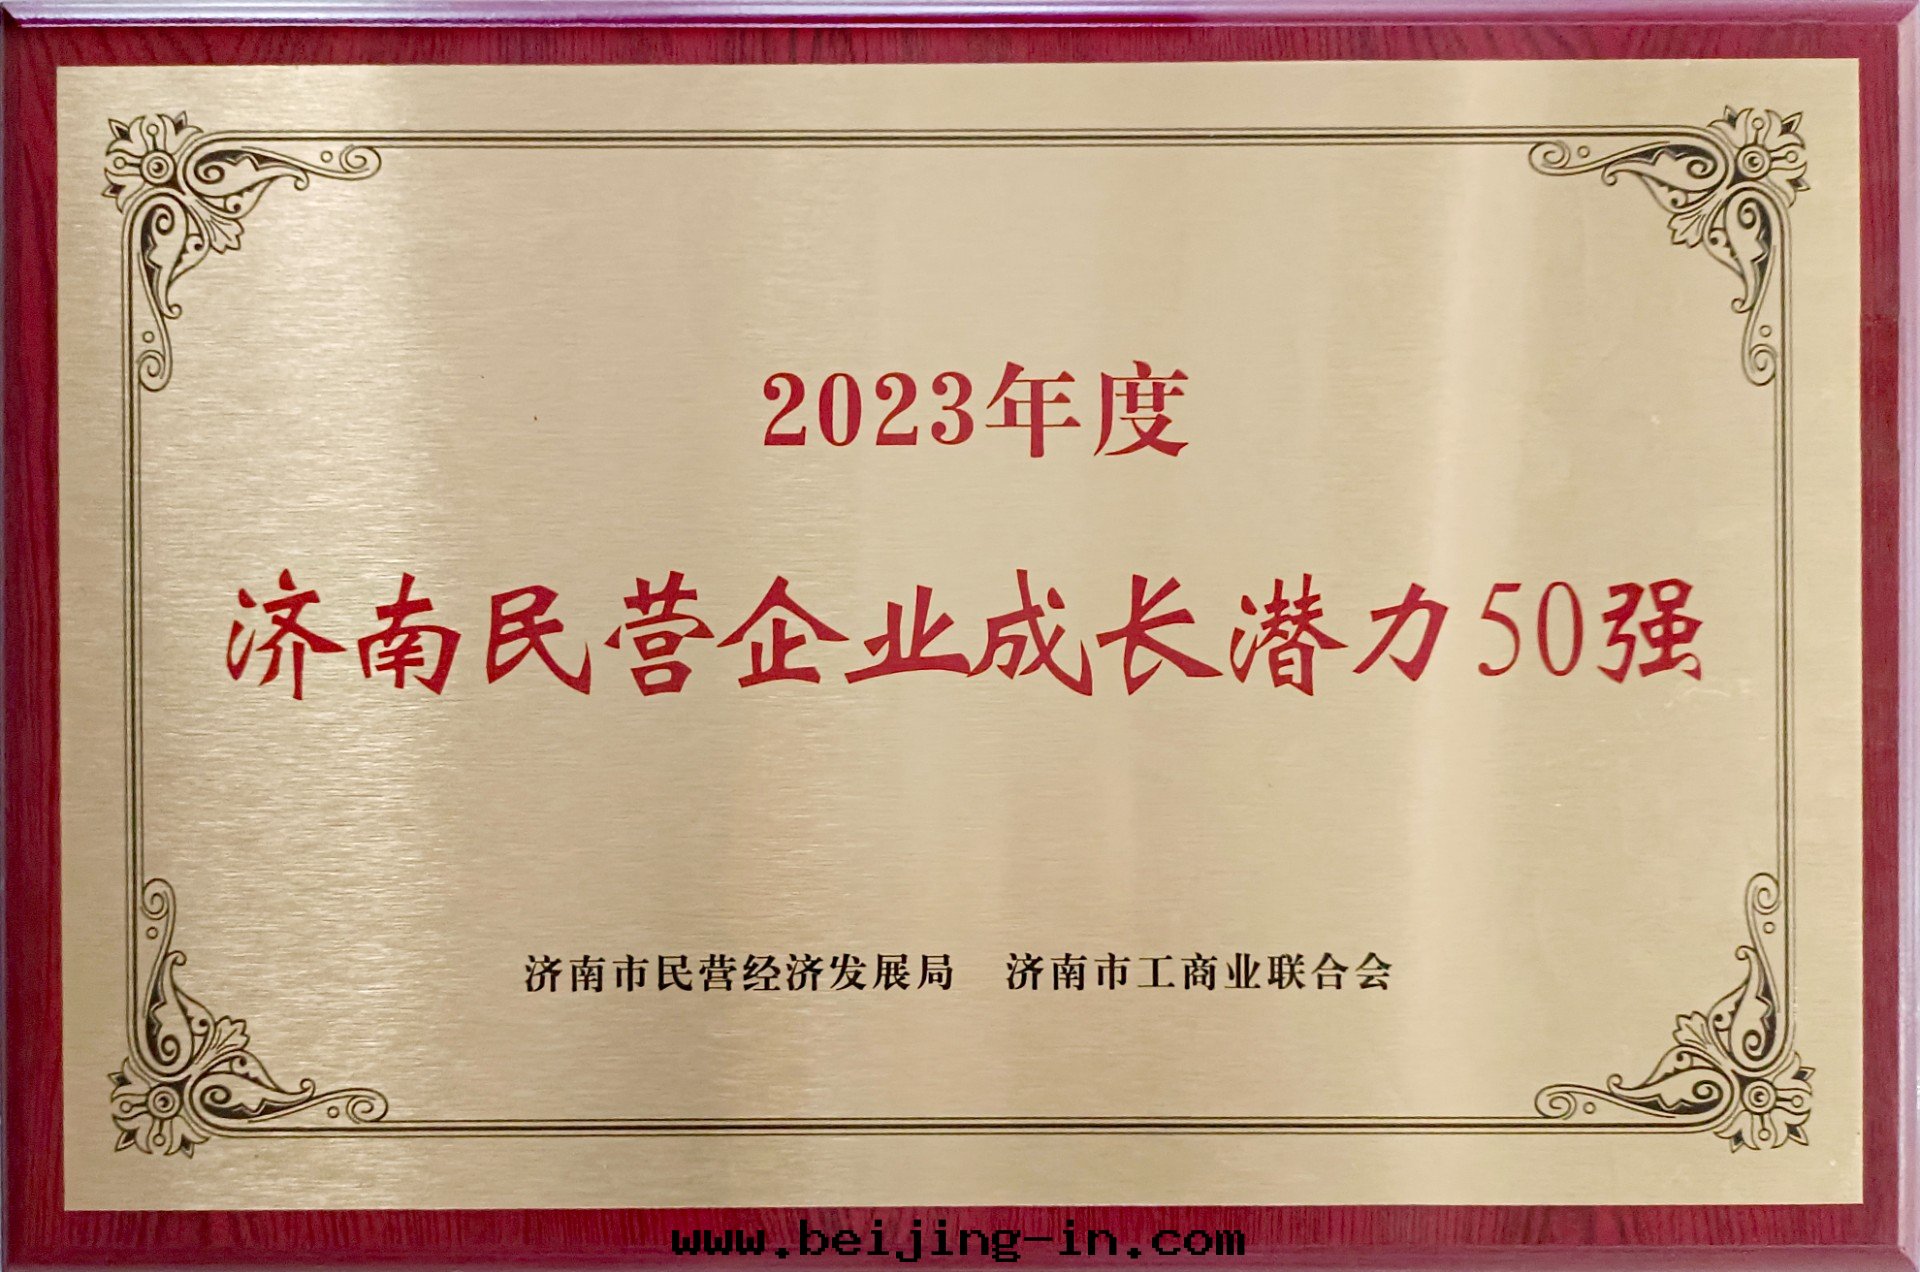 2023年度
济南民营企业成长潜力50强
济南市民营经济发展局 济南市工商业联合会
www.beijing-in.com